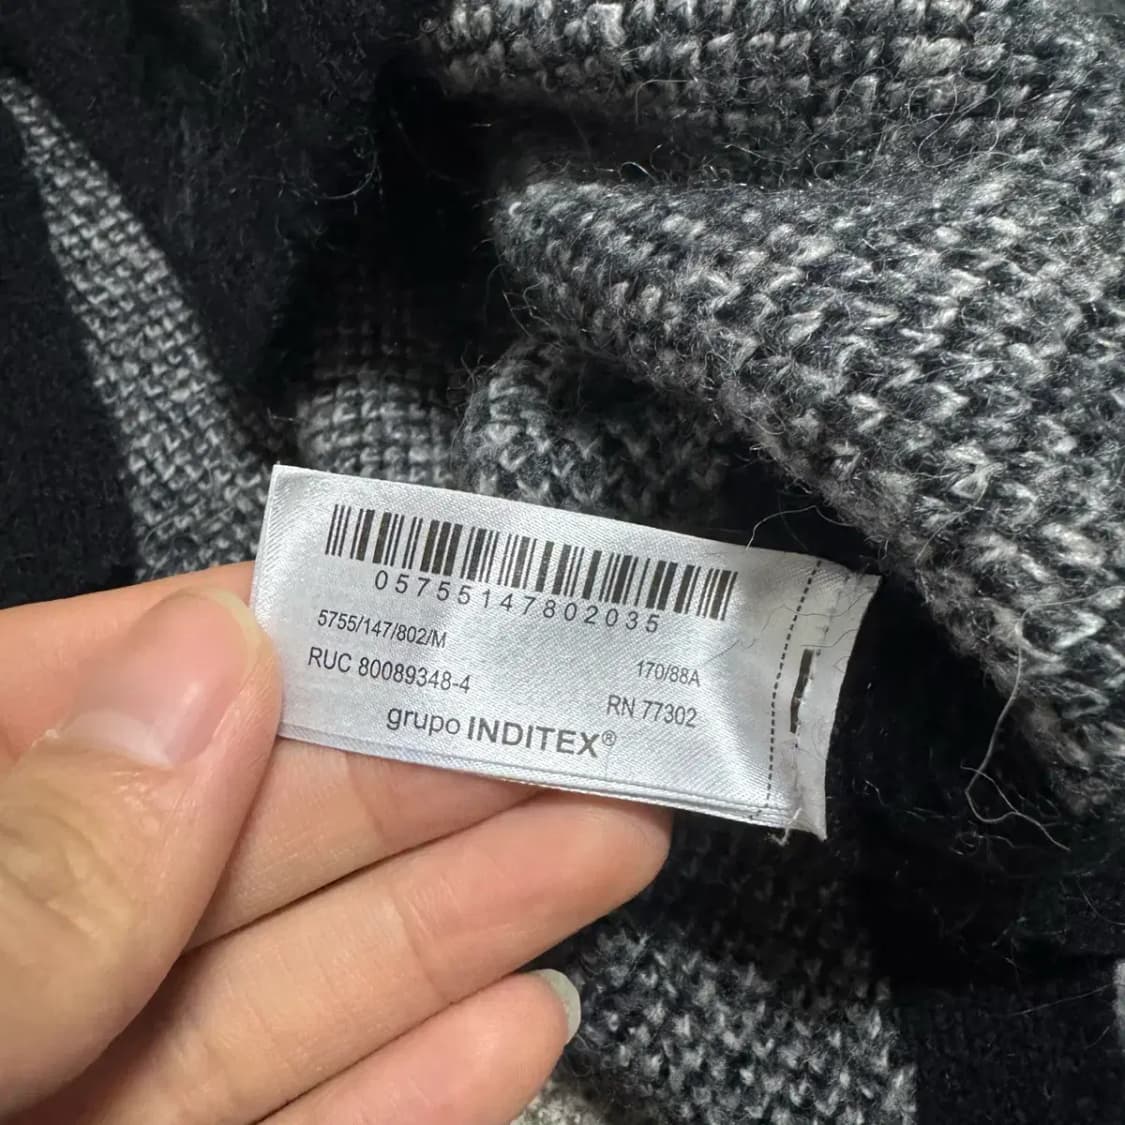 05755147802035
5755/147/802/M
170/88A
RUC 80089348-4
RN 77302
grupo INDITEX®